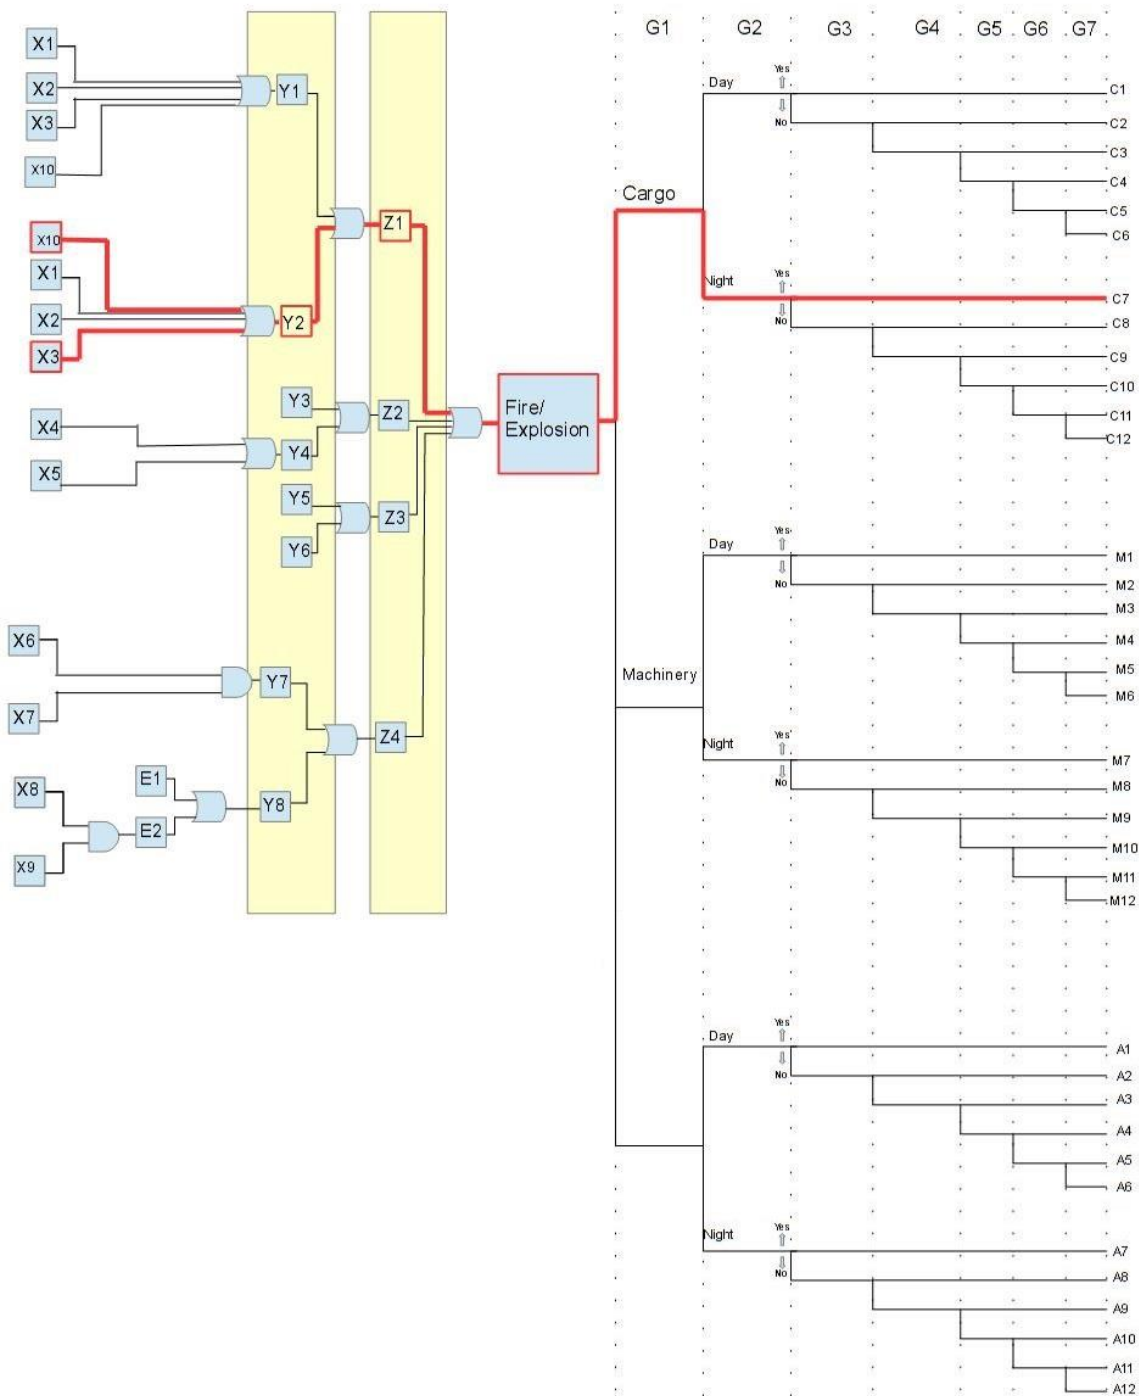 G1 G2 G3 G4 G5 G6 G7
X1
X2
X3
X10
Y1
X10
X1
X2
X3
Y2
Z1
X4
X5
Y3
Y4
Z2
Y5
Y6
Z3
X6
X7
Y7
X8
X9
E1
E2
Y8
Z4
Fire/
Explosion
Cargo
Day
Yes
No
C1
C2
C3
C4
C5
C6
Night
Yes
No
C7
C8
C9
C10
C11
C12
Machinery
Day
Yes
No
M1
M2
M3
M4
M5
M6
Night
Yes
No
M7
M8
M9
M10
M11
M12
Day
Yes
No
A1
A2
A3
A4
A5
A6
Night
Yes
No
A7
A8
A9
A10
A11
A12